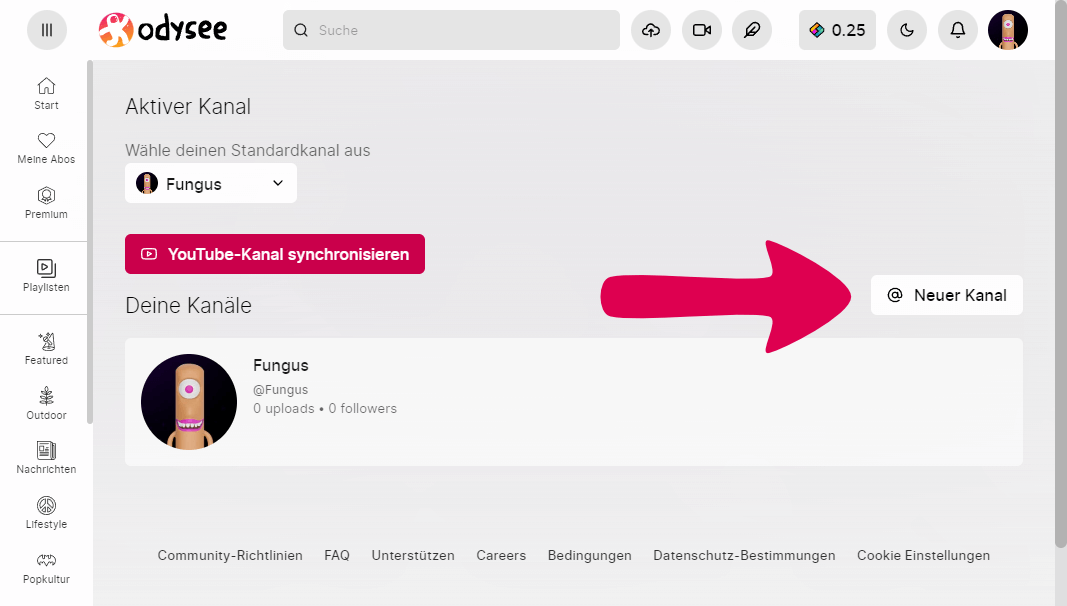 odysee
Suche
0.25
Start
Meine Abos
Premium
Playlisten
Featured
Outdoor
Nachrichten
Lifestyle
Popkultur
Aktiver Kanal
Wähle deinen Standardkanal aus
Fungus
YouTube-Kanal synchronisieren
Deine Kanäle
@ Neuer Kanal
Fungus
@Fungus
0 uploads • 0 followers
Community-Richtlinien FAQ Unterstützen Careers Bedingungen Datenschutz-Bestimmungen Cookie Einstellungen